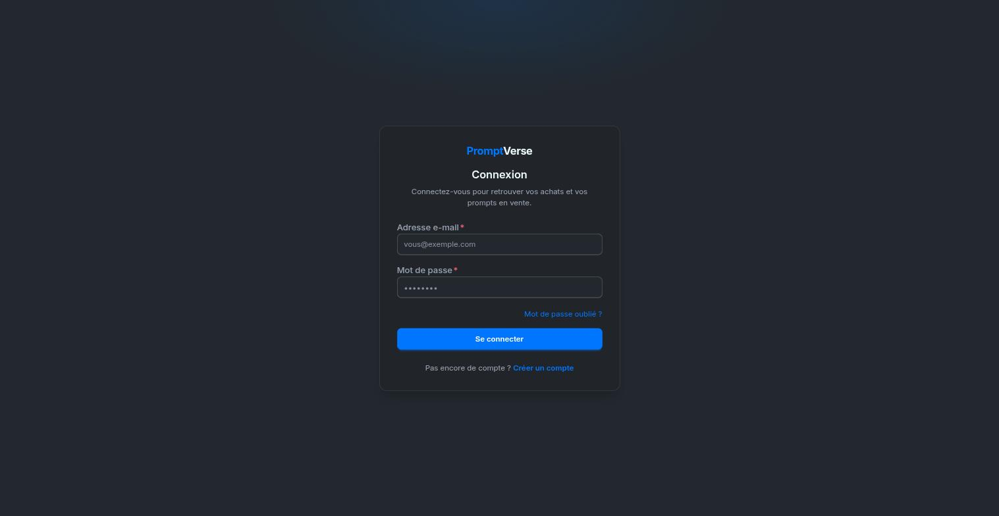 PromptVerse
Connexion
Connectez-vous pour retrouver vos achats et vos
prompts en vente.
Adresse e-mail*
vous@exemple.com
Mot de passe*
••••••••
Mot de passe oublié ?
Se connecter
Pas encore de compte ? Créer un compte